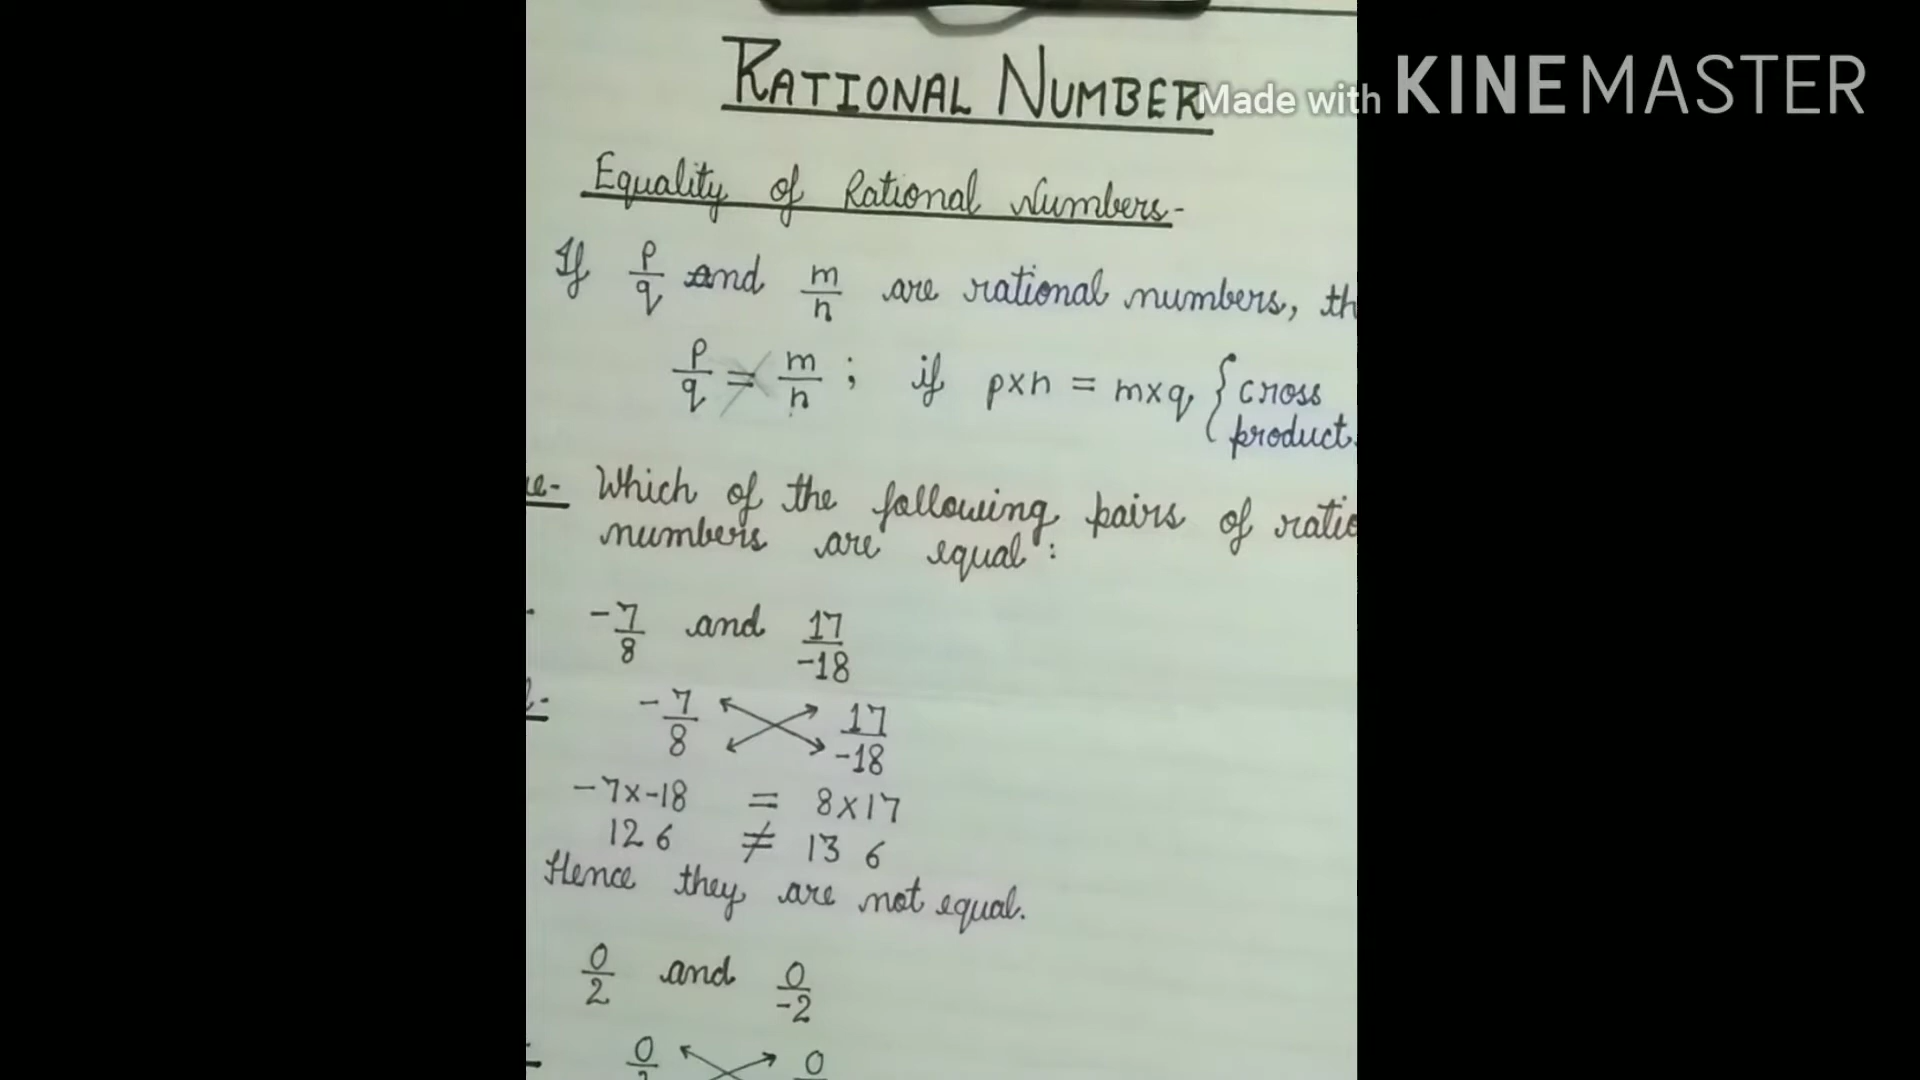 RATIONAL NUMBER
Made with KINEMASTER
Equality of Rational Numbers-
If p/q and m/n are rational numbers, th
p/q = m/n ; if p×n = m×q { cross
product.
ue- Which of the following pairs of ratio
numbers are equal :
-7/8 and 17/-18
-7/8 17/-18
-7×-18 = 8×17
126 ≠ 136
Hence they are not equal.
0/2 and 0/-2
0/2 0